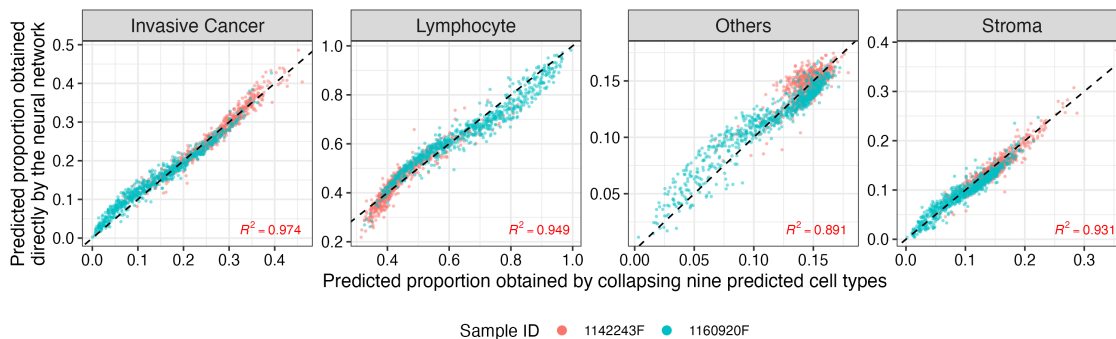 Invasive Cancer
Lymphocyte
Others
Stroma
Predicted proportion obtained
directly by the neural network
0.5
0.4
0.3
0.2
0.1
0.0
R² = 0.974
0.0 0.1 0.2 0.3 0.4
1.0
0.8
0.6
0.4
0.2
R² = 0.949
0.4 0.6 0.8 1.0
0.15
0.10
0.05
R² = 0.891
0.00 0.05 0.10 0.15
0.4
0.3
0.2
0.1
0.0
R² = 0.931
0.0 0.1 0.2 0.3
Predicted proportion obtained by collapsing nine predicted cell types
Sample ID 1142243F 1160920F